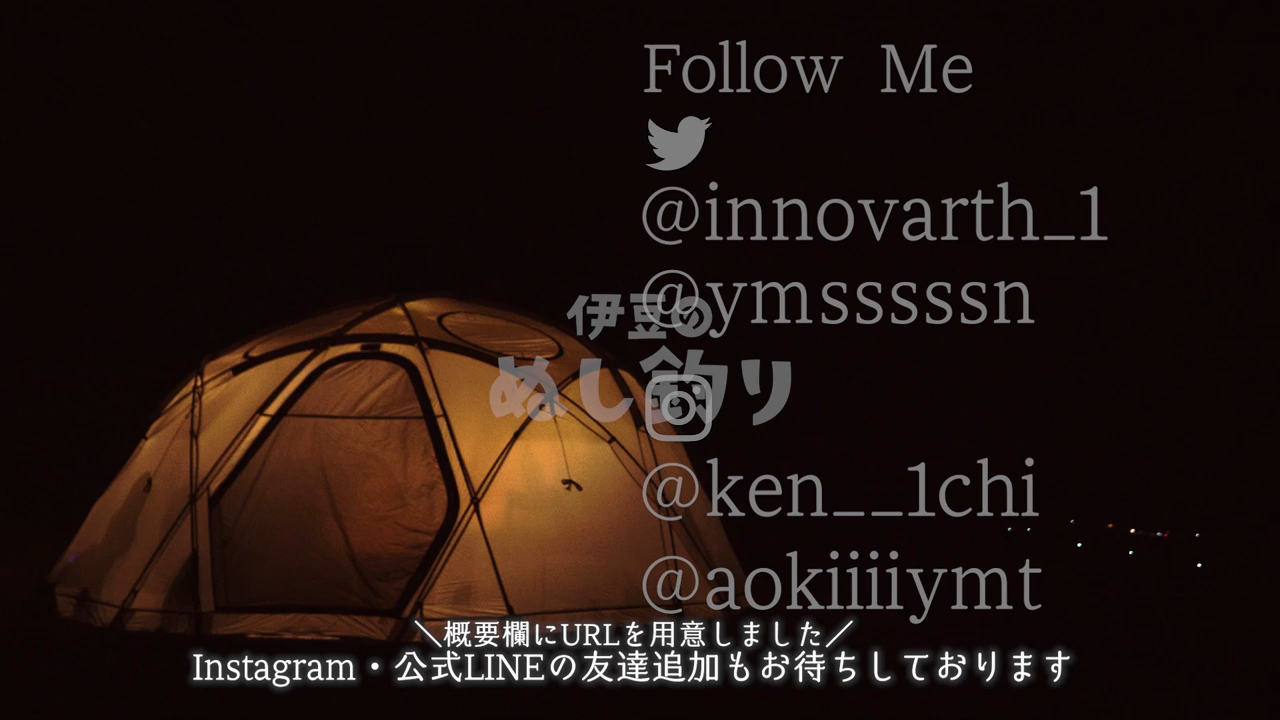 Follow Me
@innovarth_1
@ymsssssn
伊豆の
めし釣り
@ken__1chi
@aokiiiiymt
＼概要欄にURLを用意しました／
Instagram・公式LINEの友達追加もお待ちしております